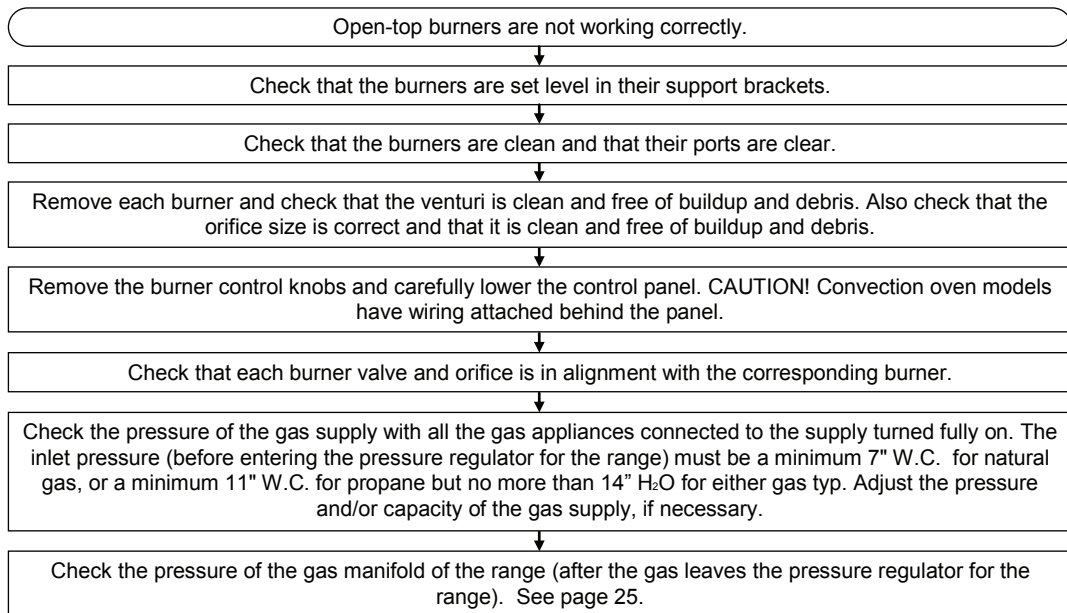 Open-top burners are not working correctly.
Check that the burners are set level in their support brackets.
Check that the burners are clean and that their ports are clear.
Remove each burner and check that the venturi is clean and free of buildup and debris. Also check that the
orifice size is correct and that it is clean and free of buildup and debris.
Remove the burner control knobs and carefully lower the control panel. CAUTION! Convection oven models
have wiring attached behind the panel.
Check that each burner valve and orifice is in alignment with the corresponding burner.
Check the pressure of the gas supply with all the gas appliances connected to the supply turned fully on. The
inlet pressure (before entering the pressure regulator for the range) must be a minimum 7" W.C. for natural
gas, or a minimum 11" W.C. for propane but no more than 14” H₂O for either gas typ. Adjust the pressure
and/or capacity of the gas supply, if necessary.
Check the pressure of the gas manifold of the range (after the gas leaves the pressure regulator for the
range). See page 25.